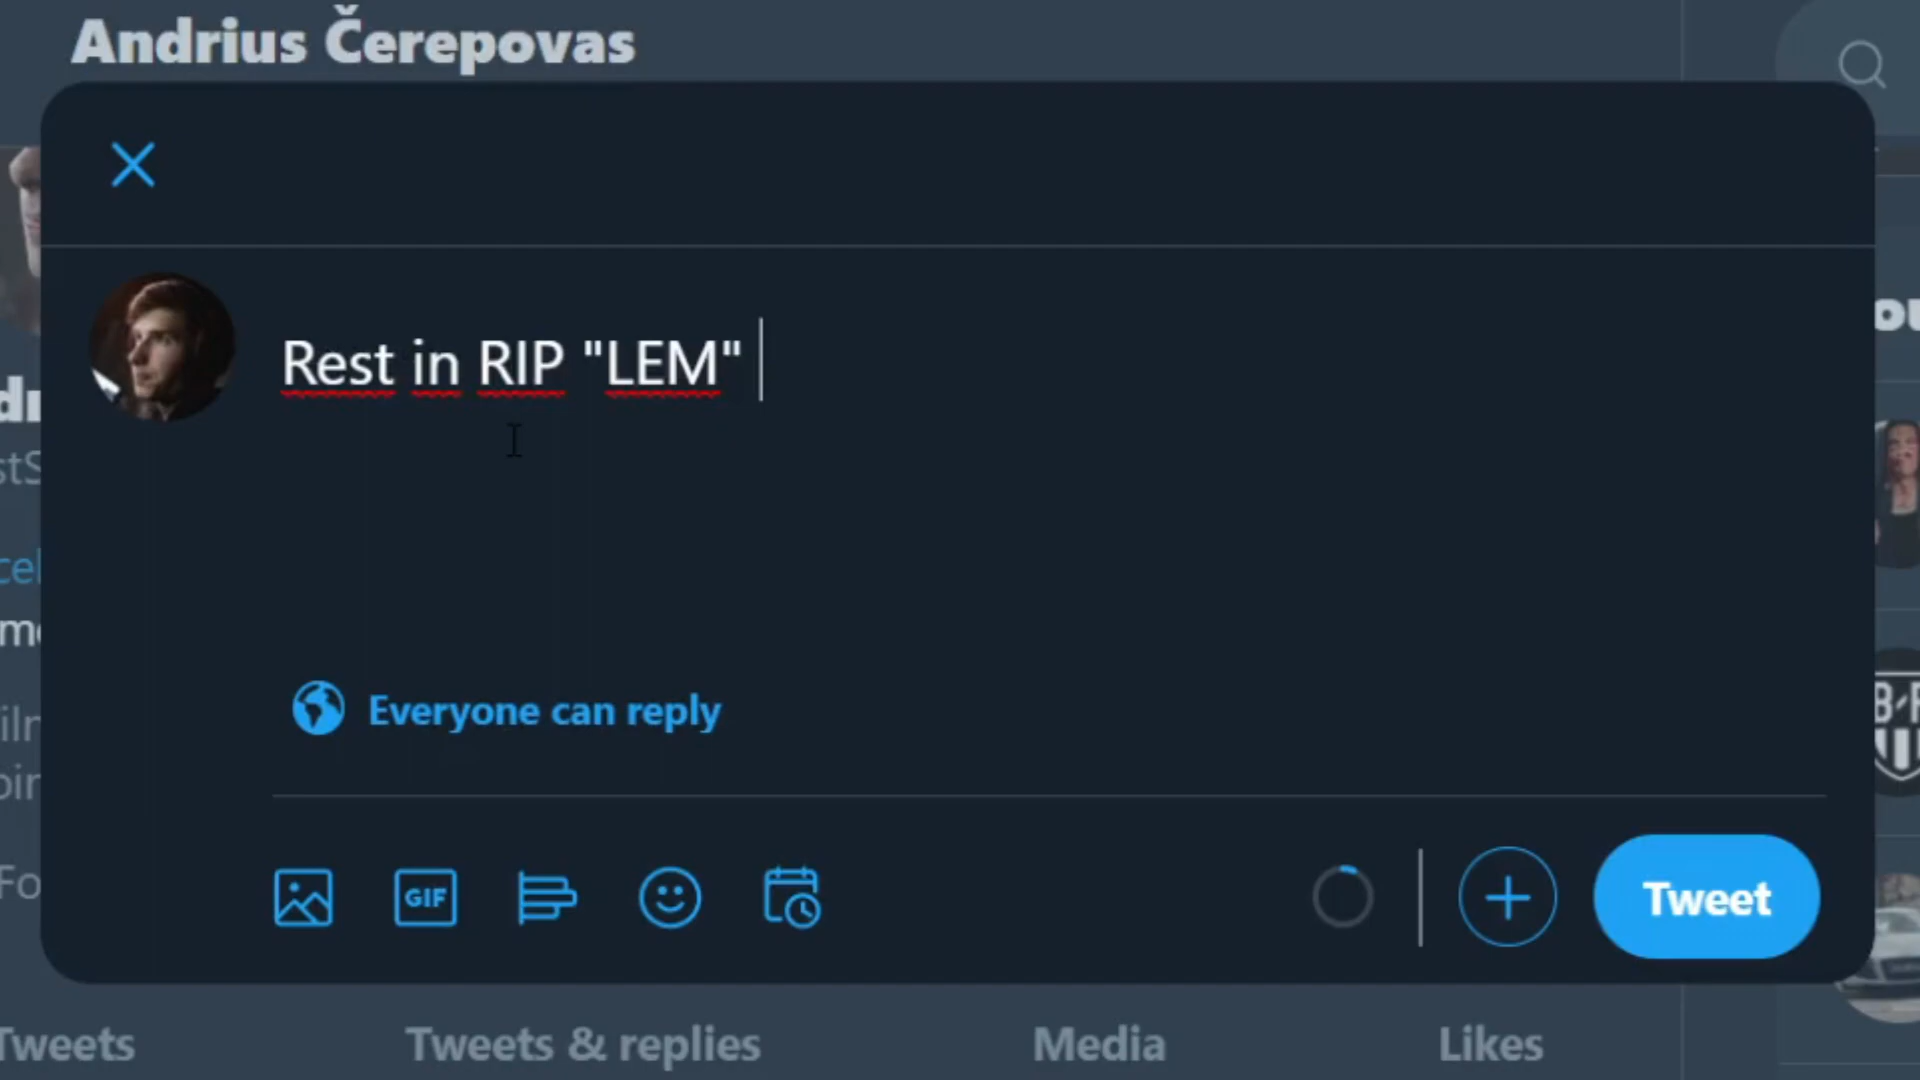 Andrius Čerepovas
Rest in RIP "LEM"
Everyone can reply
GIF
Tweet
Tweets
Tweets & replies
Media
Likes